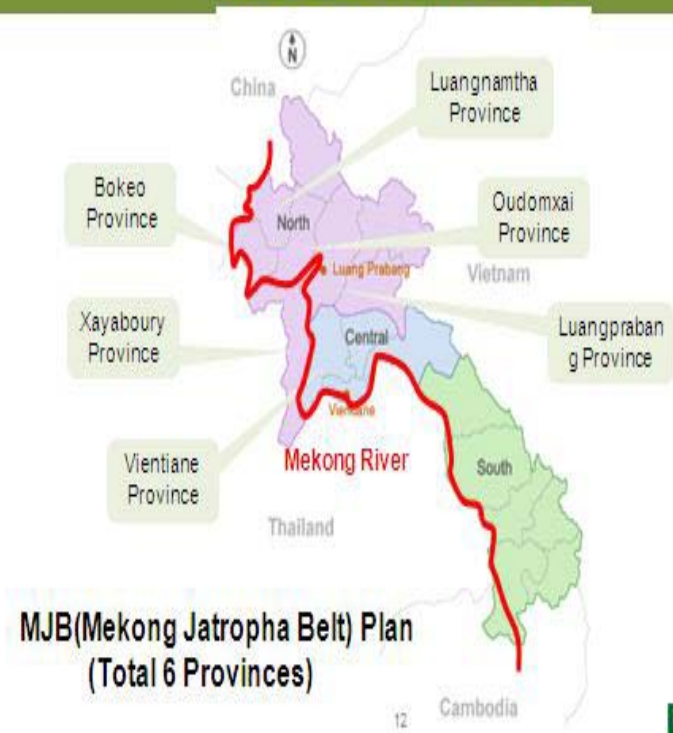 N
China
Luangnamtha
Province
Bokeo
Province
Oudomxai
Province
North
Luang Prabang
Vietnam
Xayaboury
Province
Central
Luangpraban
g Province
Vientiane
Vientiane
Province
Mekong River
South
Thailand
MJB(Mekong Jatropha Belt) Plan
(Total 6 Provinces)
Cambodia
12